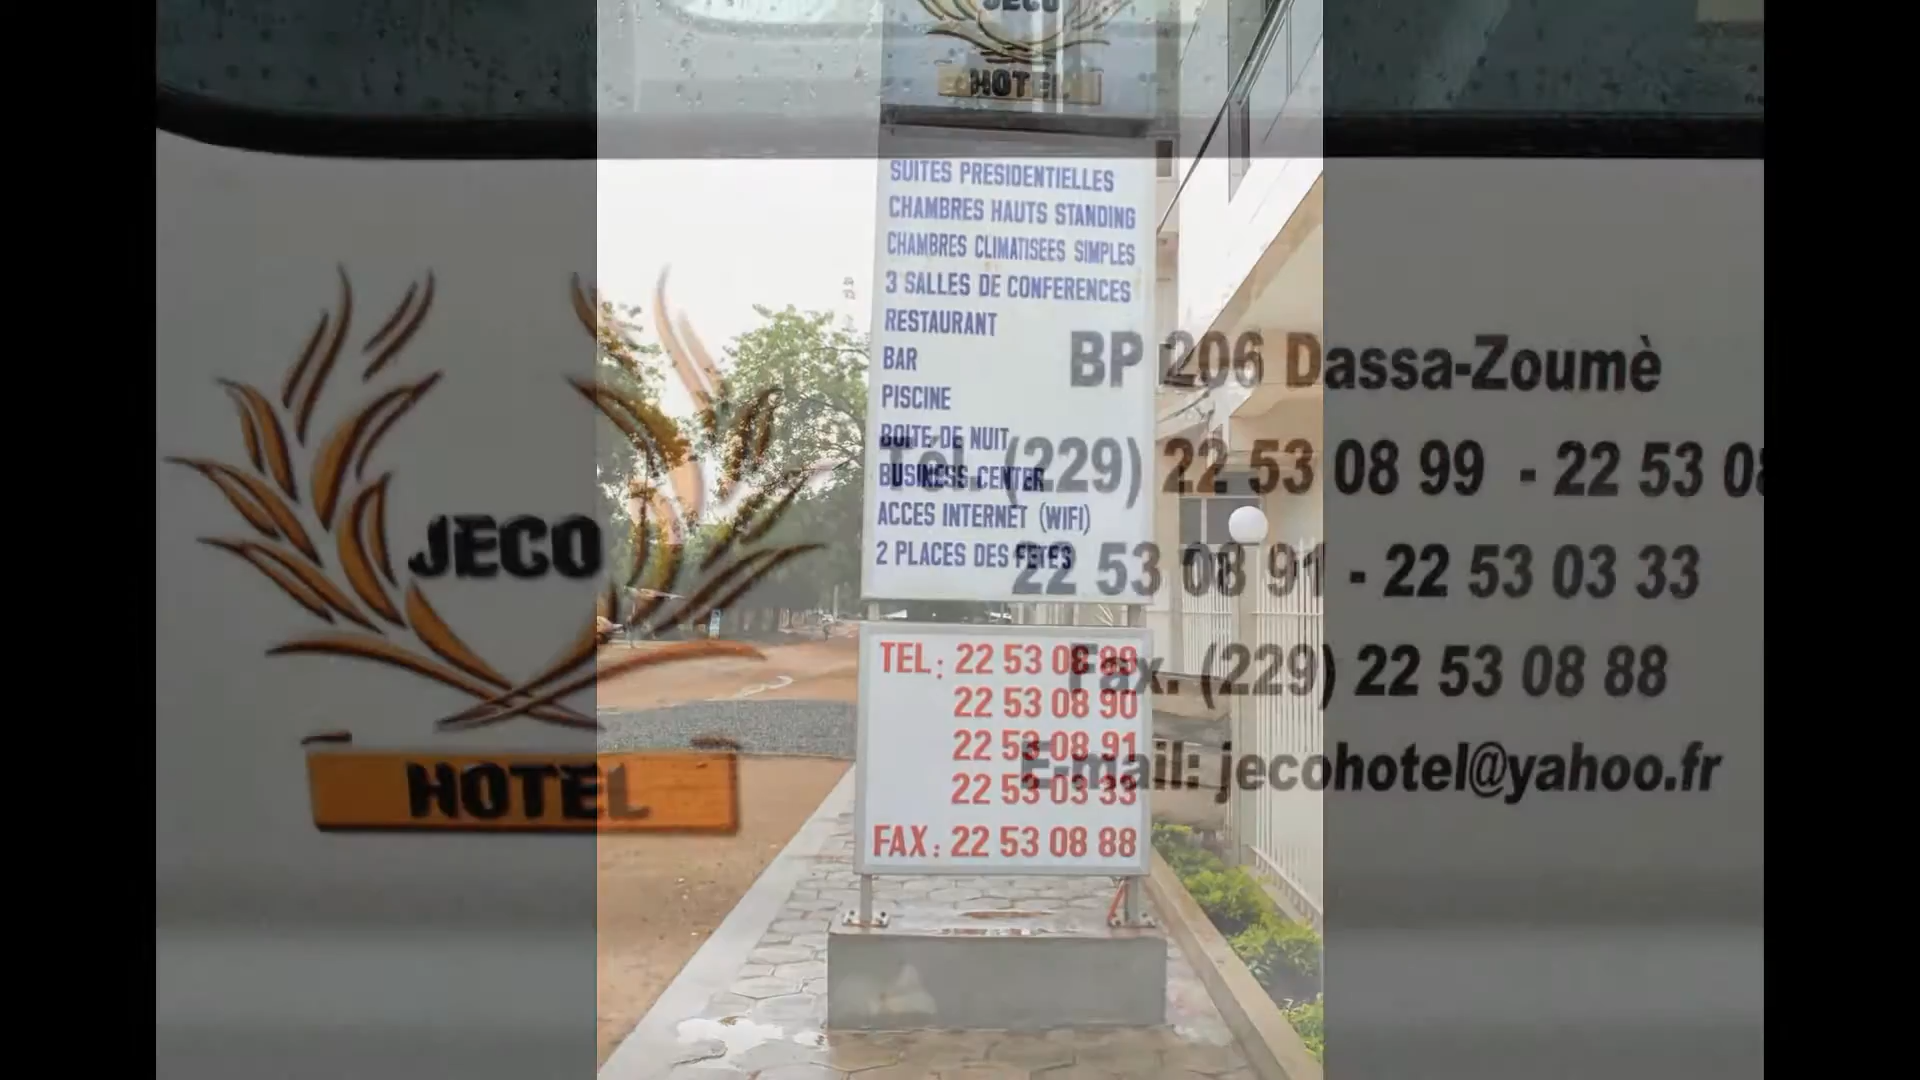 JECO
HOTEL
SUITES PRESIDENTIELLES
CHAMBRES HAUTS STANDING
CHAMBRES CLIMATISEES SIMPLES
3 SALLES DE CONFERENCES
RESTAURANT
BAR
PISCINE
BOITE DE NUIT
BUSINESS CENTER
ACCES INTERNET (WIFI)
2 PLACES DES FETES
TEL: 22 53 08
22 53 08 90
22 53 08 91
22 53 03 33
FAX: 22 53 08 88
JECO
HOTEL
BP 206 Dassa-Zoumè
Tél. (229) 22 53 08 99 - 22 53
22 53 08 91 - 22 53 03 33
Fax. (229) 22 53 08 88
E-mail: jecohotel@yahoo.fr